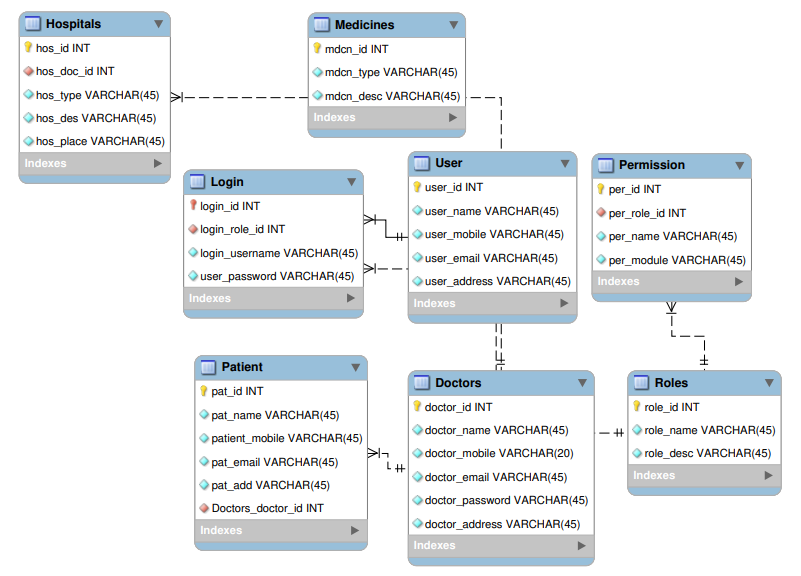 Hospitals
hos_id INT
hos_doc_id INT
hos_type VARCHAR(45)
hos_des VARCHAR(45)
hos_place VARCHAR(45)
Indexes
Medicines
mdcn_id INT
mdcn_type VARCHAR(45)
mdcn_desc VARCHAR(45)
Indexes
Login
login_id INT
login_role_id INT
login_username VARCHAR(45)
user_password VARCHAR(45)
Indexes
User
user_id INT
user_name VARCHAR(45)
user_mobile VARCHAR(45)
user_email VARCHAR(45)
user_address VARCHAR(45)
Indexes
Permission
per_id INT
per_role_id INT
per_name VARCHAR(45)
per_module VARCHAR(45)
Indexes
Patient
pat_id INT
pat_name VARCHAR(45)
patient_mobile VARCHAR(45)
pat_email VARCHAR(45)
pat_add VARCHAR(45)
Doctors_doctor_id INT
Indexes
Doctors
doctor_id INT
doctor_name VARCHAR(45)
doctor_mobile VARCHAR(20)
doctor_email VARCHAR(45)
doctor_password VARCHAR(45)
doctor_address VARCHAR(45)
Indexes
Roles
role_id INT
role_name VARCHAR(45)
role_desc VARCHAR(45)
Indexes